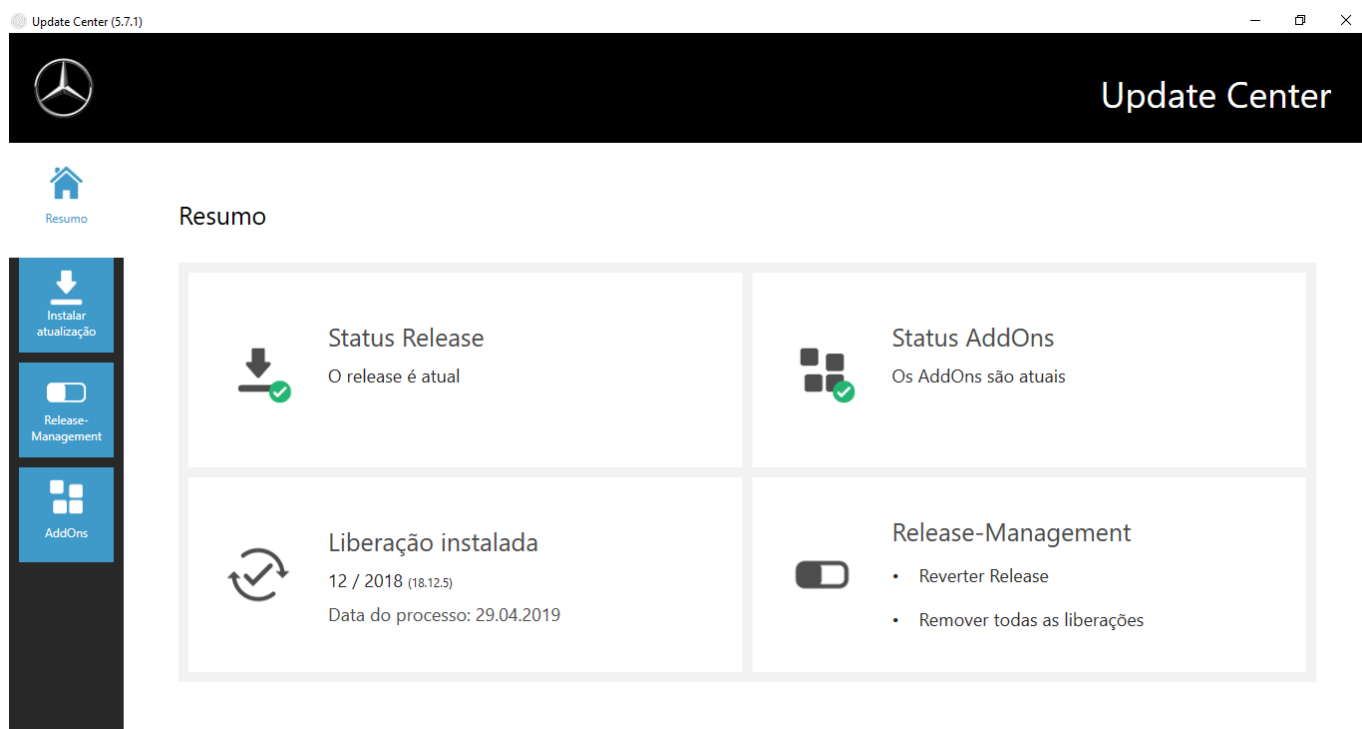 Update Center (5.7.1)
Update Center
Resumo
Resumo
Instalar
atualização
Release-
Management
AddOns
Status Release
O release é atual
Status AddOns
Os AddOns são atuais
Liberação instalada
12 / 2018 (18.12.5)
Data do processo: 29.04.2019
Release-Management
• Reverter Release
• Remover todas as liberações